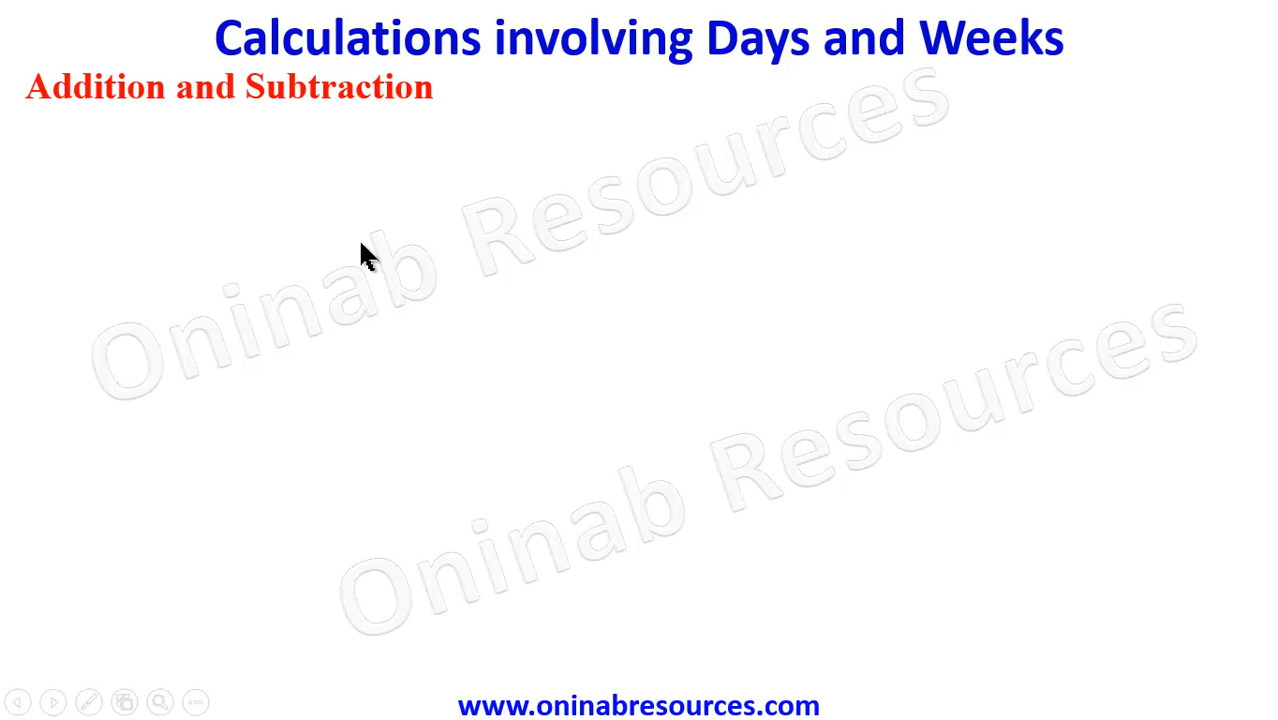 Calculations involving Days and Weeks
Addition and Subtraction
Oninab Resources
Oninab Resources
www.oninabresources.com